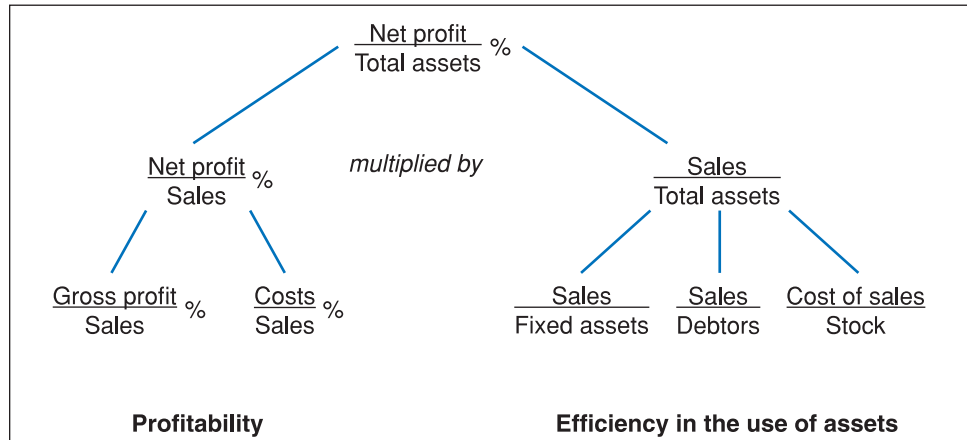 Net profit %
Total assets
Net profit %
Sales
multiplied by
Sales
Total assets
Gross profit %
Sales
Costs %
Sales
Sales
Fixed assets
Sales
Debtors
Cost of sales
Stock
Profitability
Efficiency in the use of assets